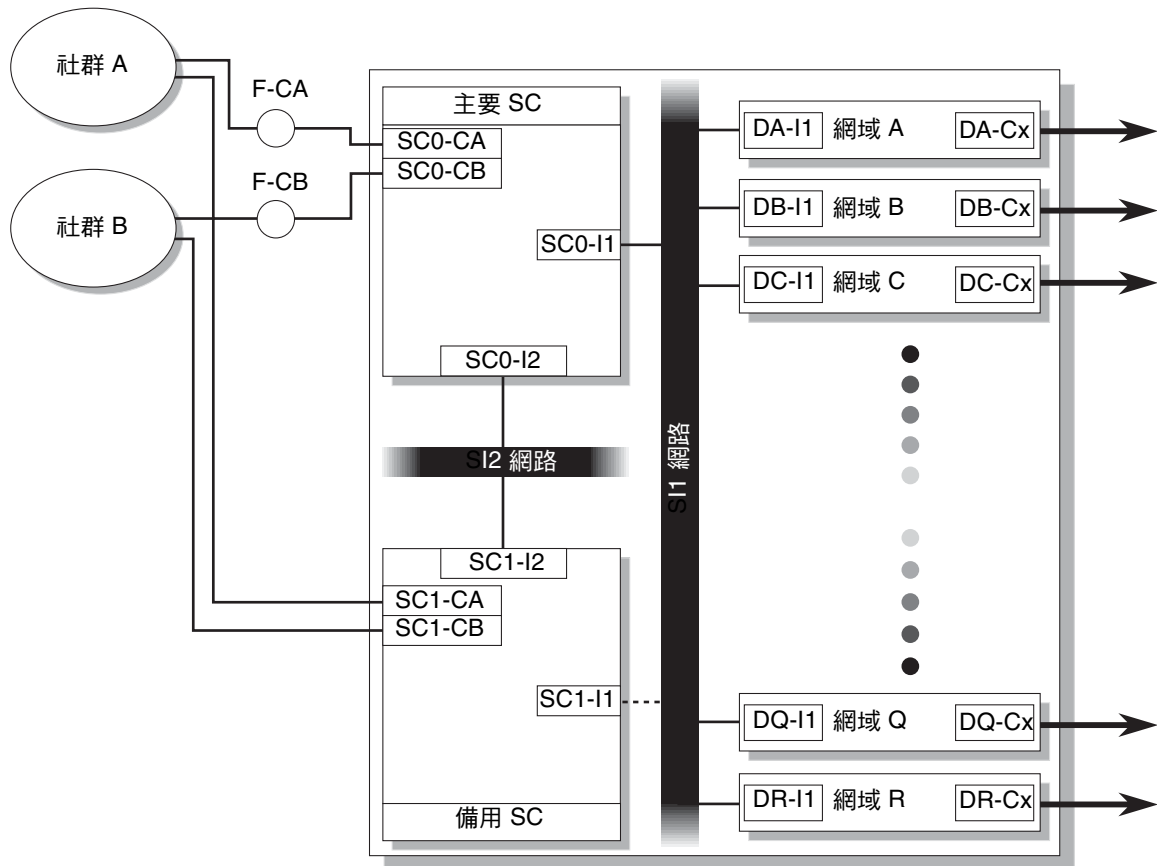 社群 A
F-CA
社群 B
F-CB
主要 SC
SC0-CA
SC0-CB
SC0-I1
SC0-I2
SI2 網路
SC1-I2
SC1-CA
SC1-CB
SC1-I1
備用 SC
SI1 網路
DA-I1 網域 A DA-Cx
DB-I1 網域 B DB-Cx
DC-I1 網域 C DC-Cx
DQ-I1 網域 Q DQ-Cx
DR-I1 網域 R DR-Cx